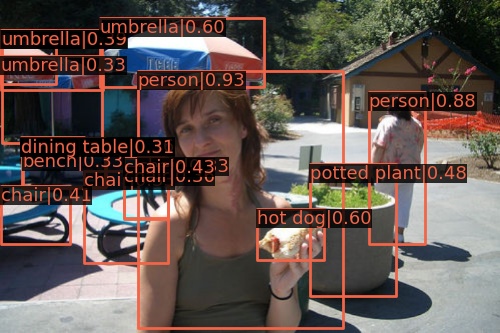 umbrella|0.60
umbrella|0.59
umbrella|0.33
person|0.93
person|0.88
dining table|0.31
bench|0.33
chair|0.43
potted plant|0.48
chair|0.41
hot dog|0.60